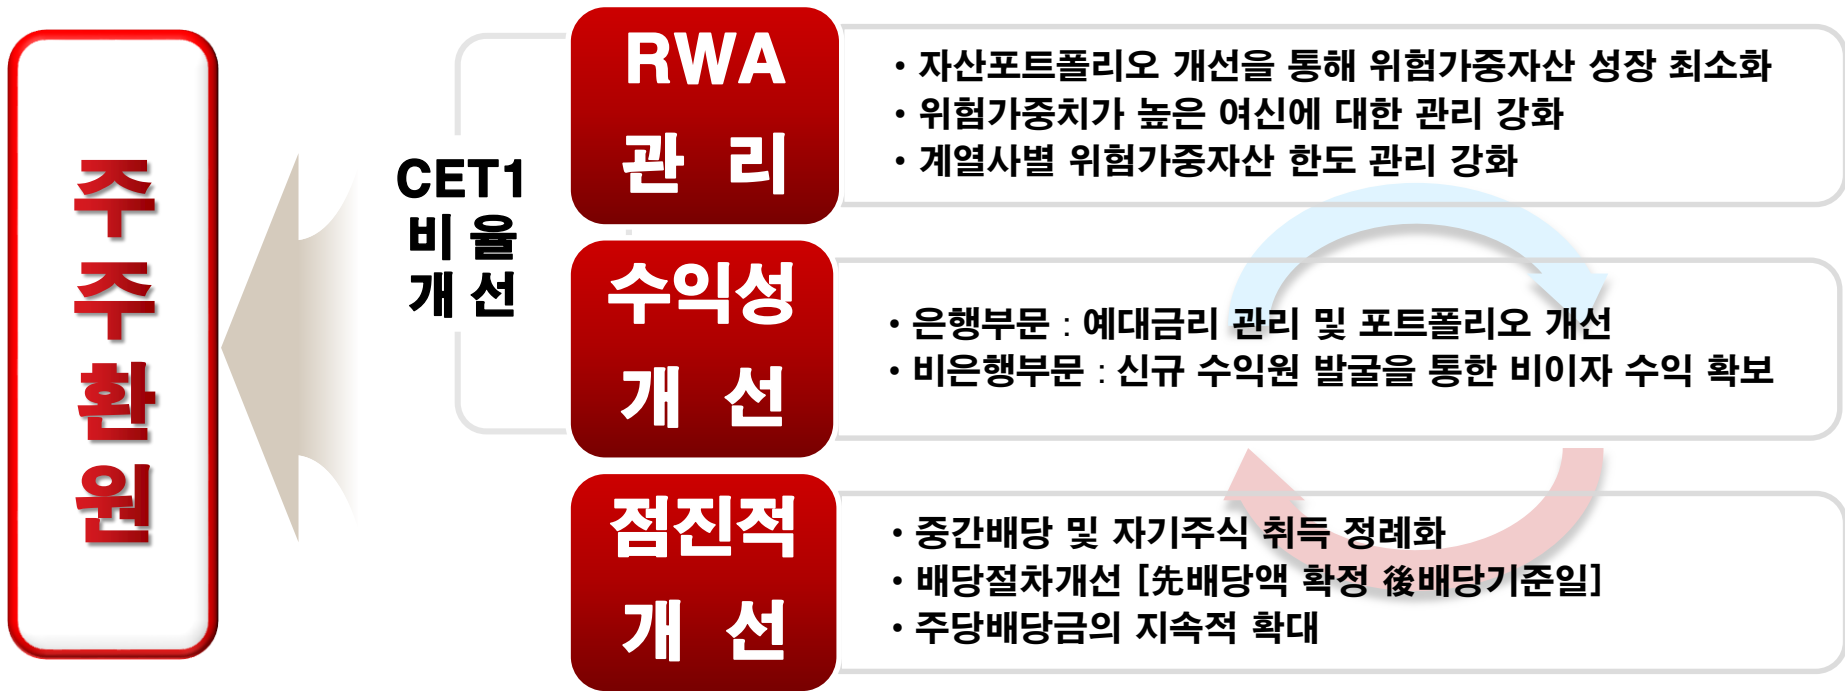 주
주
환
원
CET1
비 율
개 선
RWA
관 리
• 자산포트폴리오 개선을 통해 위험가중자산 성장 최소화
• 위험가중치가 높은 여신에 대한 관리 강화
• 계열사별 위험가중자산 한도 관리 강화
수익성
개 선
• 은행부문 : 예대금리 관리 및 포트폴리오 개선
• 비은행부문 : 신규 수익원 발굴을 통한 비이자 수익 확보
점진적
개 선
• 중간배당 및 자기주식 취득 정례화
• 배당절차개선 [先배당액 확정 後배당기준일]
• 주당배당금의 지속적 확대